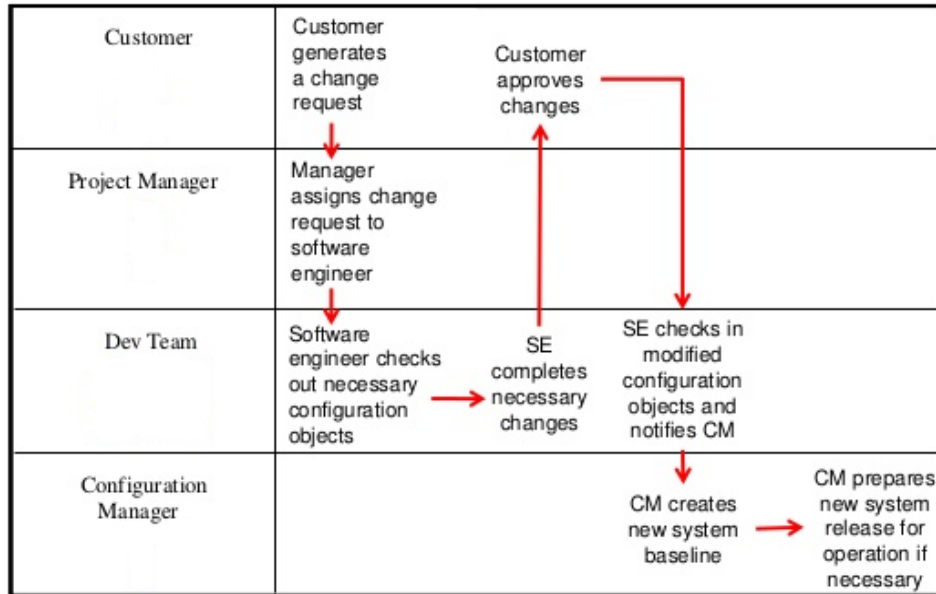 Customer
Customer
generates
a change
request
Customer
approves
changes
Project Manager
Manager
assigns change
request to
software
engineer
Dev Team
Software
engineer checks
out necessary
configuration
objects
SE
completes
necessary
changes
SE checks in
modified
configuration
objects and
notifies CM
Configuration
Manager
CM creates
new system
baseline
CM prepares
new system
release for
operation if
necessary